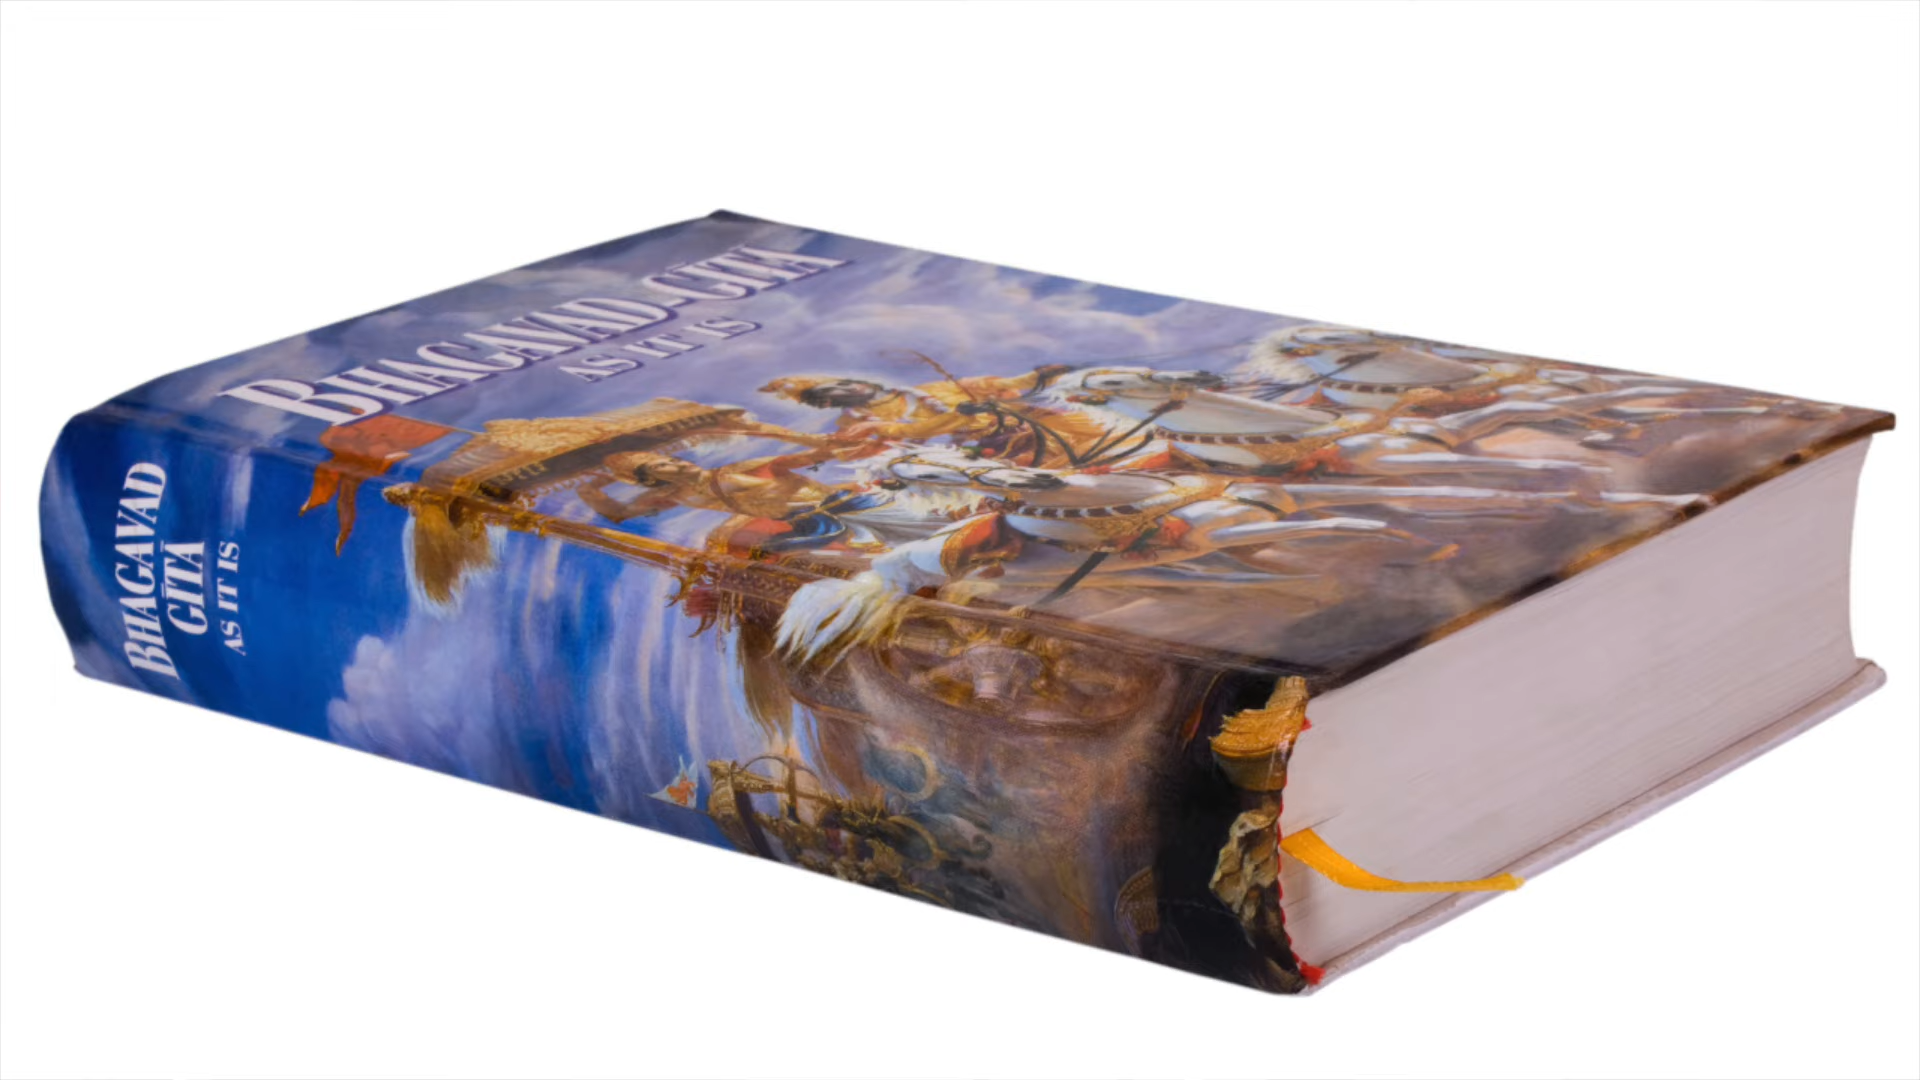 BHAGAVAD-GĪTĀ
AS IT IS
BHAGAVAD
GĪTĀ
AS IT IS